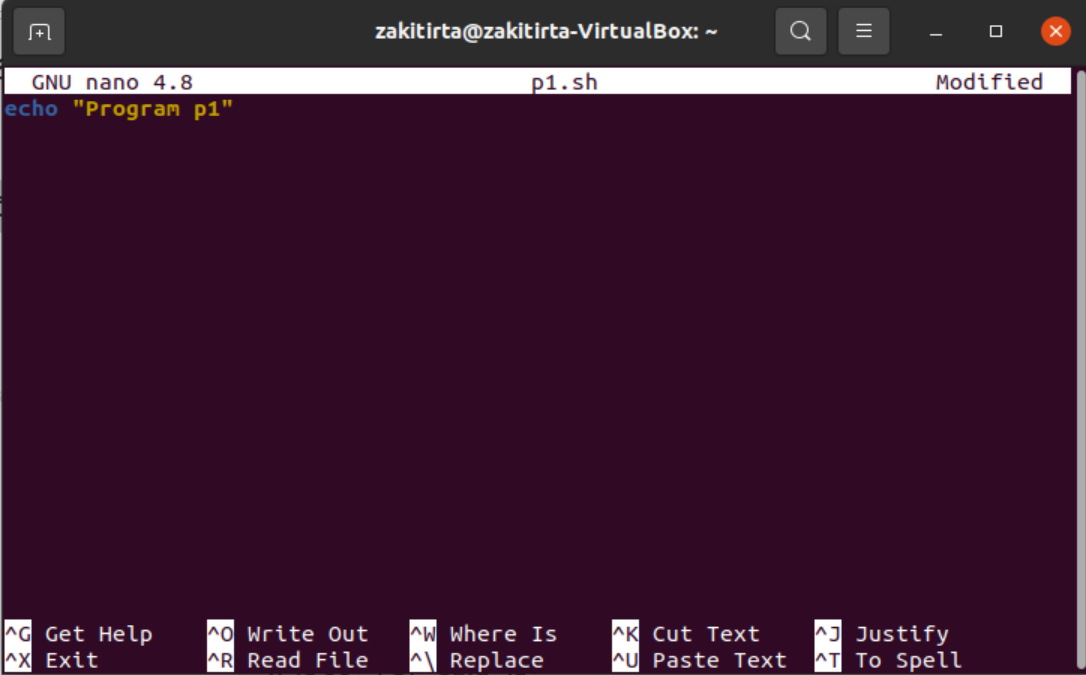 zakitirta@zakitirta-VirtualBox: ~
GNU nano 4.8 p1.sh Modified
echo "Program p1"
^G Get Help ^O Write Out ^W Where Is ^K Cut Text ^J Justify
^X Exit ^R Read File ^\ Replace ^U Paste Text ^T To Spell